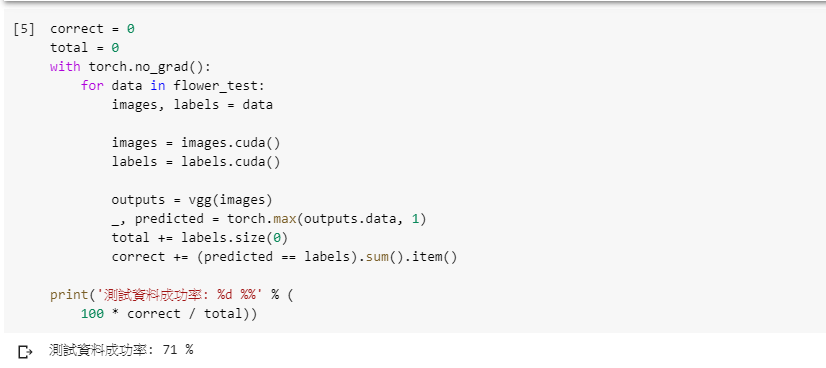 [5] correct = 0
total = 0
with torch.no_grad():
for data in flower_test:
images, labels = data
images = images.cuda()
labels = labels.cuda()
outputs = vgg(images)
_, predicted = torch.max(outputs.data, 1)
total += labels.size(0)
correct += (predicted == labels).sum().item()
print('測試資料成功率: %d %%' % (
100 * correct / total))
測試資料成功率: 71 %